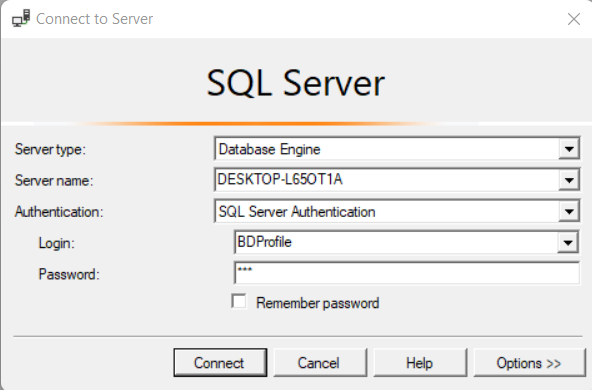 Connect to Server
SQL Server
Server type: Database Engine
Server name: DESKTOP-L65OT1A
Authentication: SQL Server Authentication
Login: BDProfile
Password: ***
Remember password
Connect Cancel Help Options >>